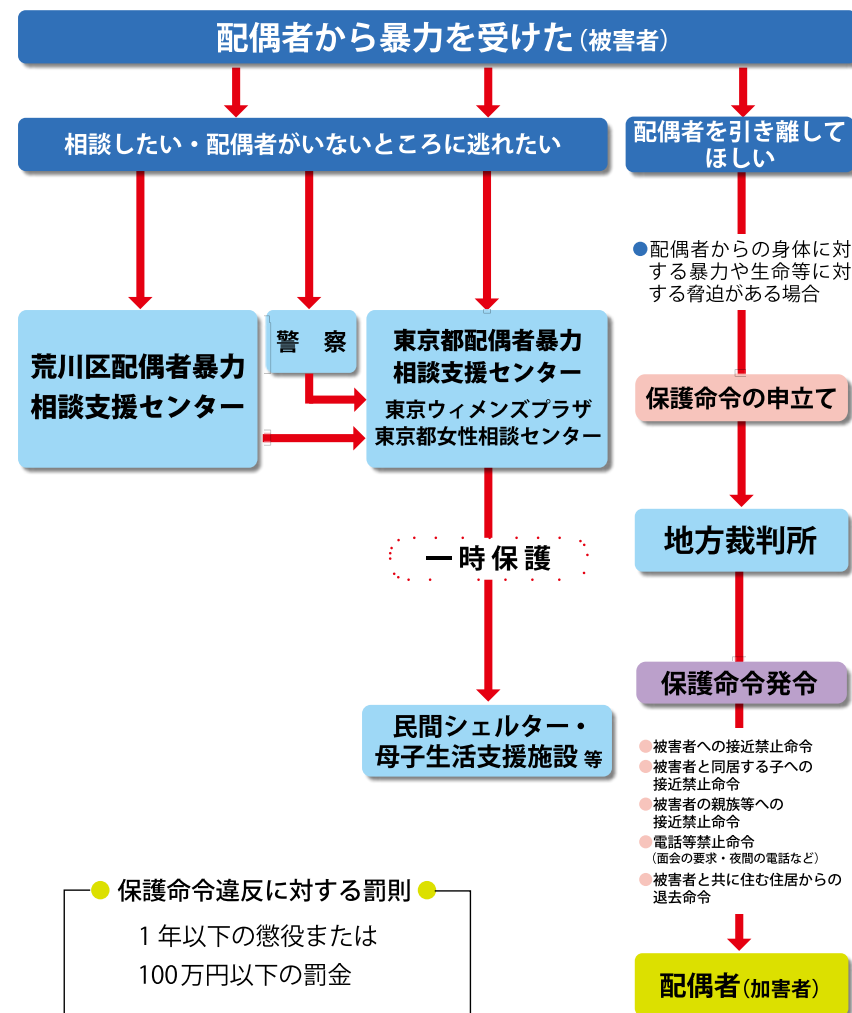 配偶者から暴力を受けた(被害者)
相談したい・配偶者がいないところに逃れたい
配偶者を引き離して
ほしい
●配偶者からの身体に対
する暴力や生命等に対
する脅迫がある場合
荒川区配偶者暴力
相談支援センター
警 察
東京都配偶者暴力
相談支援センター
東京ウィメンズプラザ
東京都女性相談センター
一時保護
民間シェルター・
母子生活支援施設 等
保護命令の申立て
地方裁判所
保護命令発令
●被害者への接近禁止命令
●被害者と同居する子への
接近禁止命令
●被害者の親族等への
接近禁止命令
●電話等禁止命令
(面会の要求・夜間の電話など)
●被害者と共に住む住居からの
退去命令
配偶者(加害者)
● 保護命令違反に対する罰則 ●
1年以下の懲役または
100万円以下の罰金